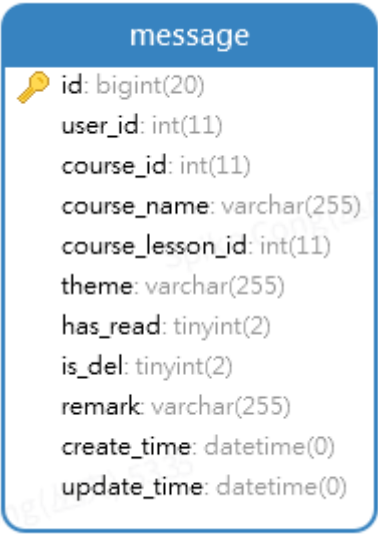 message
id: bigint(20)
user_id: int(11)
course_id: int(11)
course_name: varchar(255)
course_lesson_id: int(11)
theme: varchar(255)
has_read: tinyint(2)
is_del: tinyint(2)
remark: varchar(255)
create_time: datetime(0)
update_time: datetime(0)